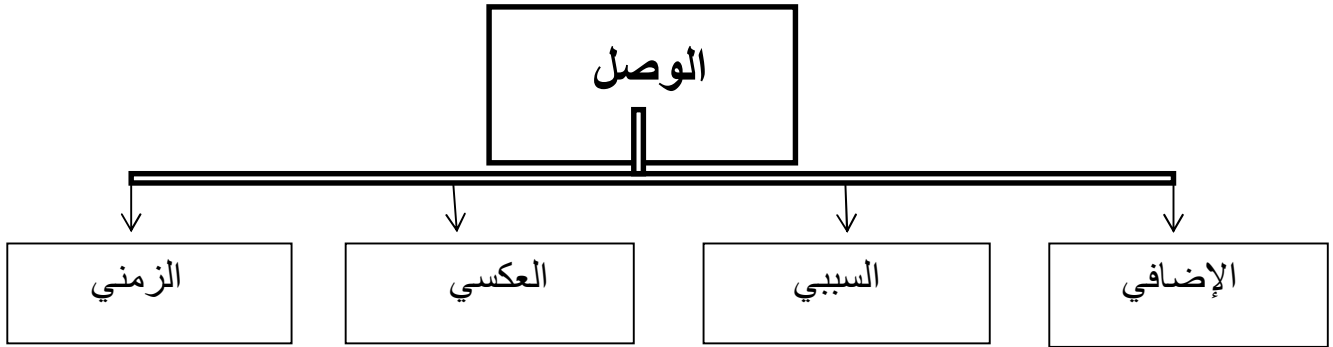 الوصل
الإضافي
السببي
العكسي
الزمني